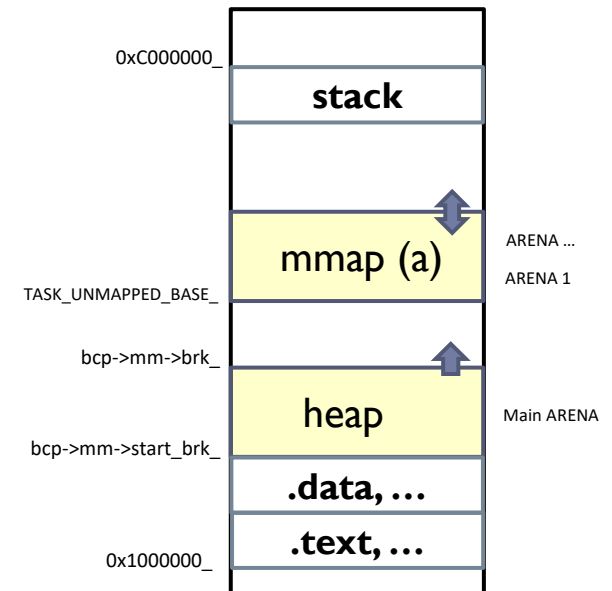 0xC000000_
stack
mmap (a)
ARENA …
ARENA 1
TASK_UNMAPPED_BASE_
bcp->mm->brk_
heap
Main ARENA
bcp->mm->start_brk_
.data, …
.text, …
0x1000000_